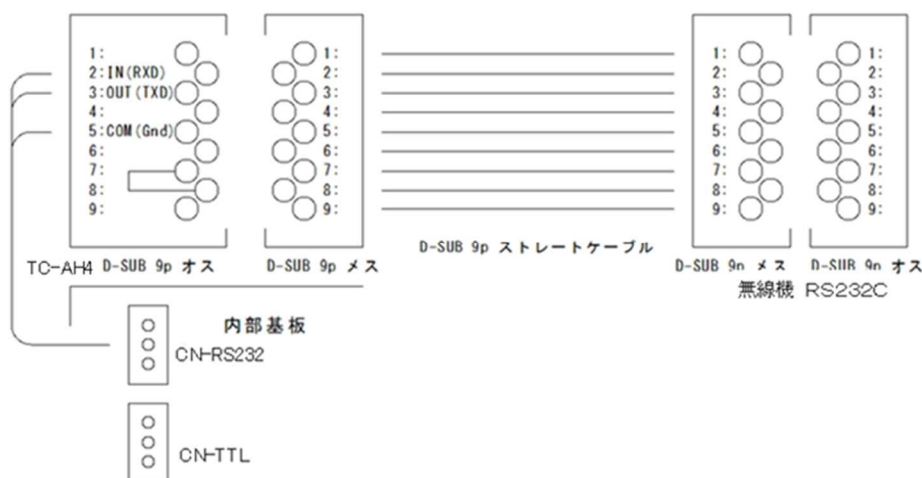 1:
2:IN(RXD)
3:OUT(TXD)
4:
5:COM(Gnd)
6:
7:
8:
9:
1:
2:
3:
4:
5:
6:
7:
8:
9:
1:
2:
3:
4:
5:
6:
7:
8:
9:
1:
2:
3:
4:
5:
6:
7:
8:
9:
D-SUB 9p ストレートケーブル
TC-AH4 D-SUB 9p オス
D-SUB 9p メス
D-SUB 9p メス
D-SUB 9p オス
無線機 RS232C
内部基板
CN-RS232
CN-TTL